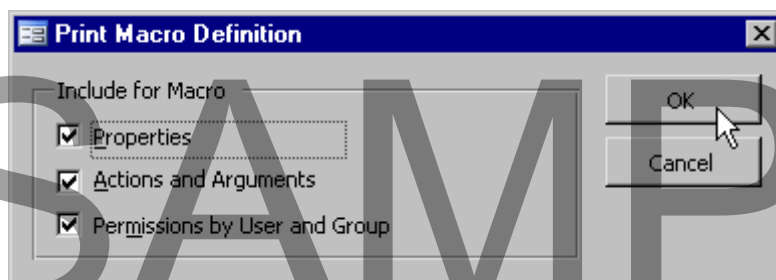 Print Macro Definition
Include for Macro
Properties
Actions and Arguments
Permissions by User and Group
OK
Cancel
SAMP